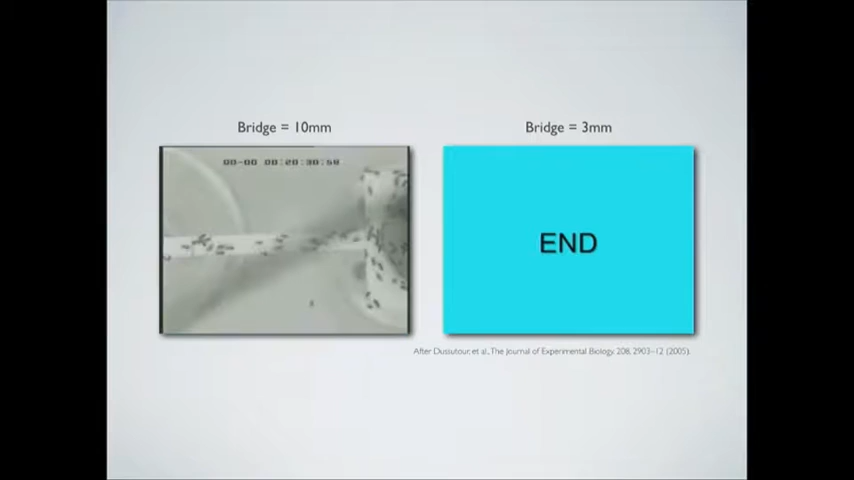 Bridge = 10mm
Bridge = 3mm
00-00 00:20:30:50
END
After Dussutour, et al., The Journal of Experimental Biology 208, 2903–12 (2005).